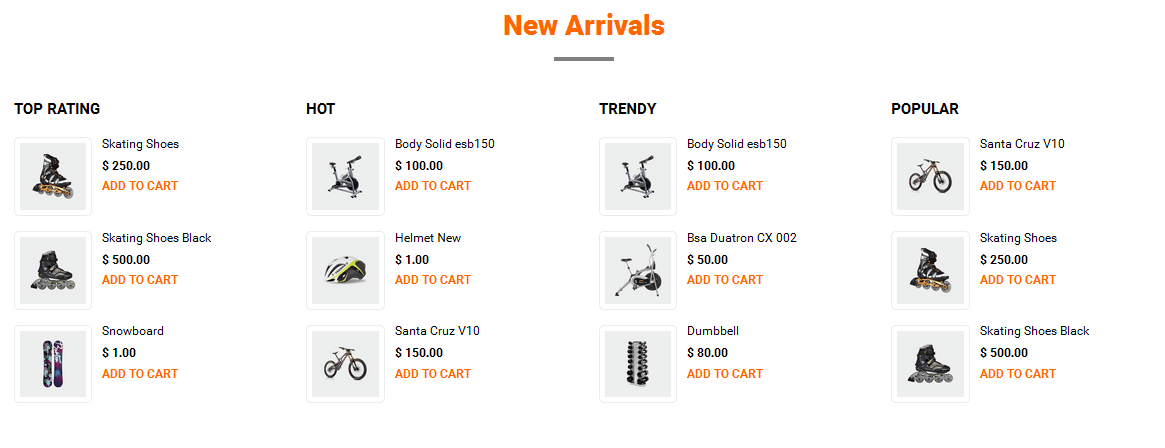 New Arrivals
TOP RATING
Skating Shoes
$ 250.00
ADD TO CART
Skating Shoes Black
$ 500.00
ADD TO CART
Snowboard
$ 1.00
ADD TO CART
HOT
Body Solid esb150
$ 100.00
ADD TO CART
Helmet New
$ 1.00
ADD TO CART
Santa Cruz V10
$ 150.00
ADD TO CART
TRENDY
Body Solid esb150
$ 100.00
ADD TO CART
Bsa Duatron CX 002
$ 50.00
ADD TO CART
Dumbbell
$ 80.00
ADD TO CART
POPULAR
Santa Cruz V10
$ 150.00
ADD TO CART
Skating Shoes
$ 250.00
ADD TO CART
Skating Shoes Black
$ 500.00
ADD TO CART